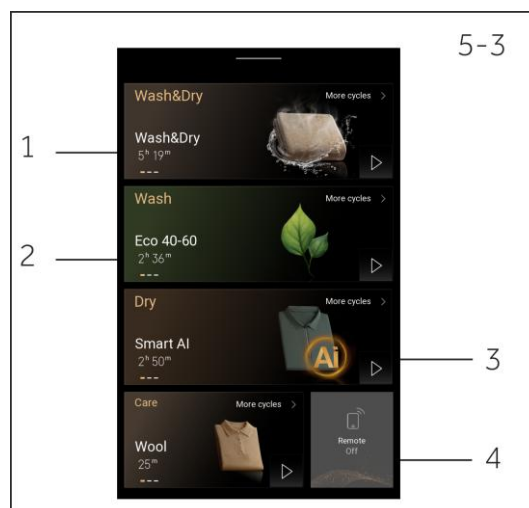 5-3
Wash&Dry
More cycles >
Wash&Dry
5h 19m
---
1
Wash
More cycles >
Eco 40-60
2h 36m
---
2
Dry
More cycles >
Smart AI
2h 50m
---
Ai
3
Care
More cycles >
Wool
25m
---
Remote
Off
4